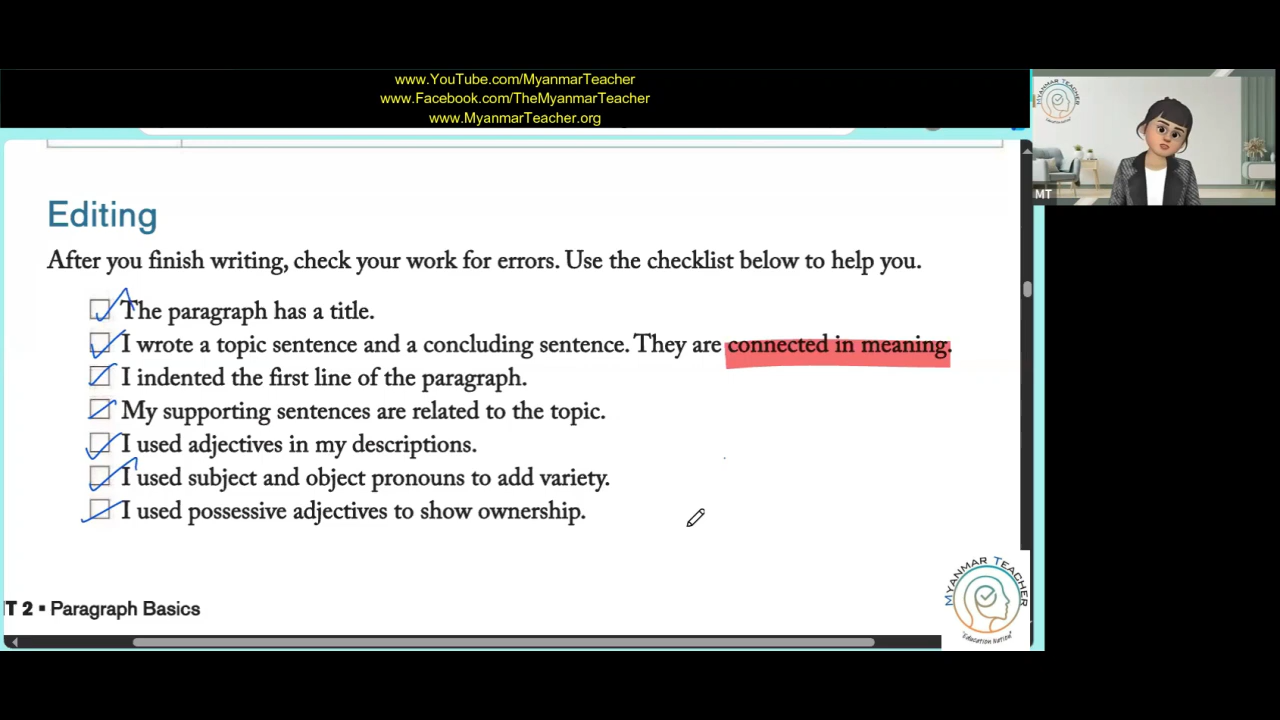 www.YouTube.com/MyanmarTeacher
www.Facebook.com/TheMyanmarTeacher
www.MyanmarTeacher.org
MYANMAR TEACHER
MT
Editing
After you finish writing, check your work for errors. Use the checklist below to help you.
The paragraph has a title.
I wrote a topic sentence and a concluding sentence. They are connected in meaning.
I indented the first line of the paragraph.
My supporting sentences are related to the topic.
I used adjectives in my descriptions.
I used subject and object pronouns to add variety.
I used possessive adjectives to show ownership.
T 2 ▪ Paragraph Basics
MYANMAR TEACHER
"Education Nation"